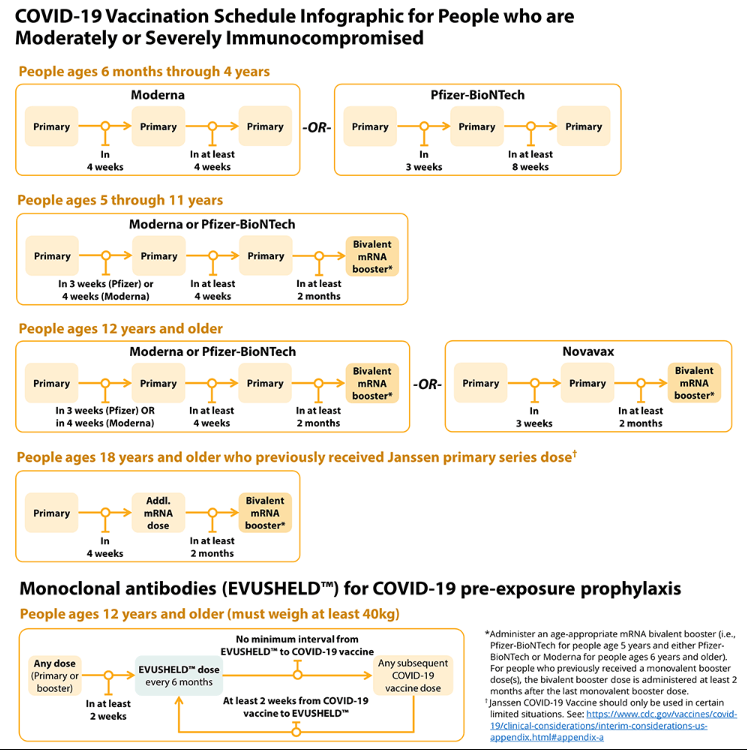 COVID-19 Vaccination Schedule Infographic for People who are
Moderately or Severely Immunocompromised
People ages 6 months through 4 years
Moderna
Primary
Primary
Primary
In
4 weeks
In at least
4 weeks
-OR-
Pfizer-BioNTech
Primary
Primary
Primary
In
3 weeks
In at least
8 weeks
People ages 5 through 11 years
Moderna or Pfizer-BioNTech
Primary
Primary
Primary
Bivalent
mRNA
booster*
In 3 weeks (Pfizer) or
4 weeks (Moderna)
In at least
4 weeks
In at least
2 months
People ages 12 years and older
Moderna or Pfizer-BioNTech
Primary
Primary
Primary
Bivalent
mRNA
booster*
In 3 weeks (Pfizer) OR
in 4 weeks (Moderna)
In at least
4 weeks
In at least
2 months
-OR-
Novavax
Primary
Primary
Bivalent
mRNA
booster*
In
3 weeks
In at least
2 months
People ages 18 years and older who previously received Janssen primary series dose†
Primary
Addl.
mRNA
dose
Bivalent
mRNA
booster*
In
4 weeks
In at least
2 months
Monoclonal antibodies (EVUSHELD™) for COVID-19 pre-exposure prophylaxis
People ages 12 years and older (must weigh at least 40kg)
Any dose
(Primary or
booster)
In at least
2 weeks
EVUSHELD™ dose
every 6 months
No minimum interval from
EVUSHELD™ to COVID-19 vaccine
Any subsequent
COVID-19
vaccine dose
At least 2 weeks from COVID-19
vaccine to EVUSHELD™
*Administer an age-appropriate mRNA bivalent booster (i.e.,
Pfizer-BioNTech for people age 5 years and either Pfizer-
BioNTech or Moderna for people ages 6 years and older).
For people who previously received a monovalent booster
dose(s), the bivalent booster dose is administered at least 2
months after the last monovalent booster dose.
† Janssen COVID-19 Vaccine should only be used in certain
limited situations. See: https://www.cdc.gov/vaccines/covid-
19/clinical-considerations/interim-considerations-us-
appendix.html#appendix-a